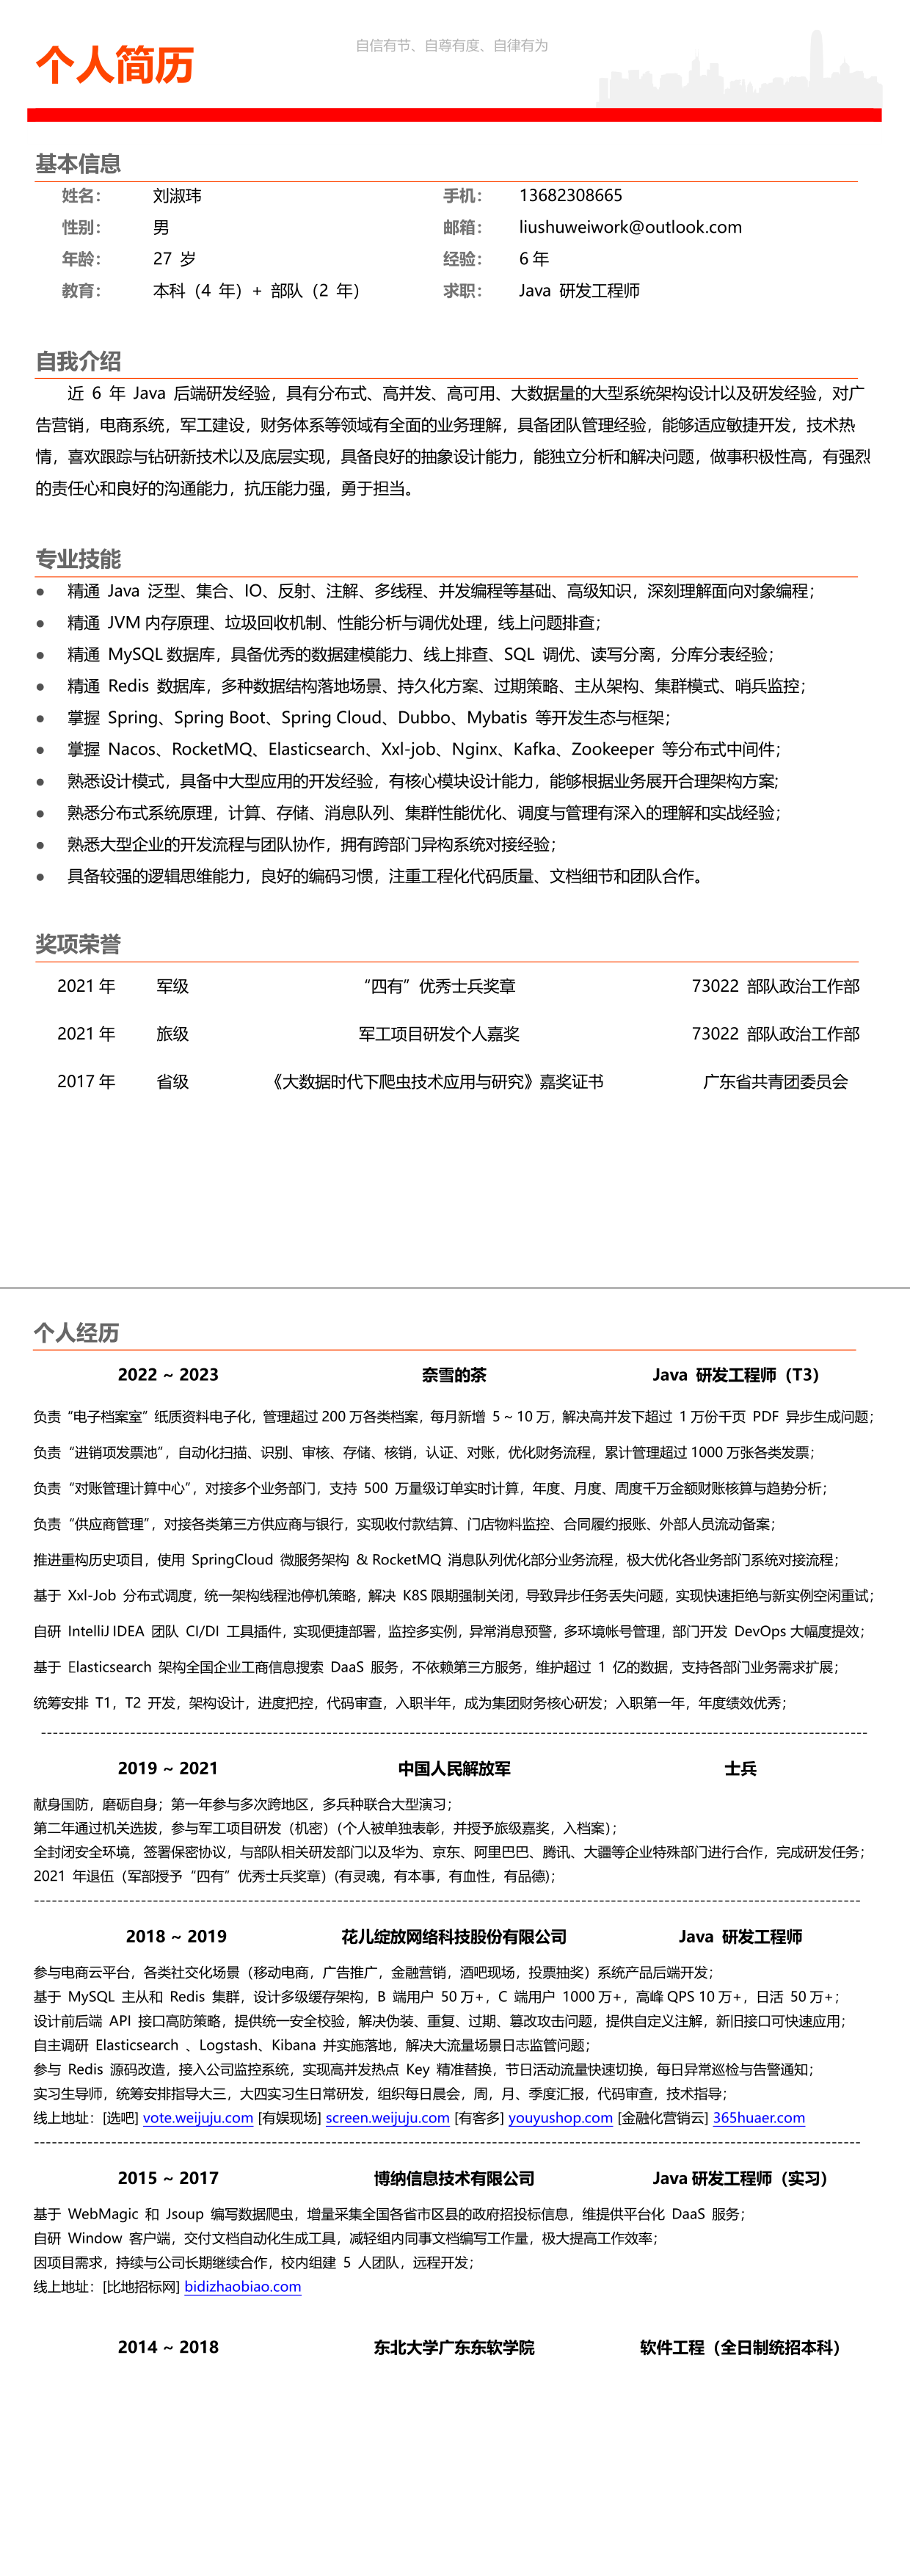 个人简历
自信有节、自尊有度、自律有为
基本信息
姓名： 刘淑玮 手机： 13682308665
性别： 男 邮箱： liushuweiwork@outlook.com
年龄： 27 岁 经验： 6 年
教育： 本科（4 年）+ 部队（2 年） 求职： Java 研发工程师
自我介绍
近 6 年 Java 后端研发经验，具有分布式、高并发、高可用、大数据量的大型系统架构设计以及研发经验，对广
告营销，电商系统，军工建设，财务体系等领域有全面的业务理解，具备团队管理经验，能够适应敏捷开发，技术热
情，喜欢跟踪与钻研新技术以及底层实现，具备良好的抽象设计能力，能独立分析和解决问题，做事积极性高，有强烈
的责任心和良好的沟通能力，抗压能力强，勇于担当。
专业技能
● 精通 Java 泛型、集合、IO、反射、注解、多线程、并发编程等基础、高级知识，深刻理解面向对象编程；
● 精通 JVM 内存原理、垃圾回收机制、性能分析与调优处理，线上问题排查；
● 精通 MySQL 数据库，具备优秀的数据建模能力、线上排查、SQL 调优、读写分离，分库分表经验；
● 精通 Redis 数据库，多种数据结构落地场景、持久化方案、过期策略、主从架构、集群模式、哨兵监控；
● 掌握 Spring、Spring Boot、Spring Cloud、Dubbo、Mybatis 等开发生态与框架；
● 掌握 Nacos、RocketMQ、Elasticsearch、Xxl-job、Nginx、Kafka、Zookeeper 等分布式中间件；
● 熟悉设计模式，具备中大型应用的开发经验，有核心模块设计能力，能够根据业务展开合理架构方案;
● 熟悉分布式系统原理，计算、存储、消息队列、集群性能优化、调度与管理有深入的理解和实战经验；
● 熟悉大型企业的开发流程与团队协作，拥有跨部门异构系统对接经验；
● 具备较强的逻辑思维能力，良好的编码习惯，注重工程化代码质量、文档细节和团队合作。
奖项荣誉
2021 年 军级 “四有”优秀士兵奖章 73022 部队政治工作部
2021 年 旅级 军工项目研发个人嘉奖 73022 部队政治工作部
2017 年 省级 《大数据时代下爬虫技术应用与研究》嘉奖证书 广东省共青团委员会
个人经历
2022 ~ 2023 奈雪的茶 Java 研发工程师（T3）
负责 “电子档案室” 纸质资料电子化，管理超过 200 万各类档案，每月新增 5 ~ 10 万，解决高并发下超过 1 万份千页 PDF 异步生成问题；
负责 “进销项发票池”，自动化扫描、识别、审核、存储、核销，认证、对账，优化财务流程，累计管理超过 1000 万张各类发票；
负责 “对账管理计算中心”，对接多个业务部门，支持 500 万量级订单实时计算，年度、月度、周度千万金额财账核算与趋势分析；
负责 “供应商管理”，对接各类第三方供应商与银行，实现收付款结算、门店物料监控、合同履约报账、外部人员流动备案；
推进重构历史项目，使用 SpringCloud 微服务架构 & RocketMQ 消息队列优化部分业务流程，极大优化各业务部门系统对接流程；
基于 Xxl-Job 分布式调度，统一架构线程池停机策略，解决 K8S 限期强制关闭，导致异步任务丢失问题，实现快速拒绝与新实例空闲重试；
自研 IntelliJ IDEA 团队 CI/DI 工具插件，实现便捷部署，监控多实例，异常消息预警，多环境帐号管理，部门开发 DevOps 大幅度提效；
基于 Elasticsearch 架构全国企业工商信息搜索 DaaS 服务，不依赖第三方服务，维护超过 1 亿的数据，支持各部门业务需求扩展；
统筹安排 T1，T2 开发，架构设计，进度把控，代码审查，入职半年，成为集团财务核心研发；入职第一年，年度绩效优秀；
2019 ~ 2021 中国人民解放军 士兵
献身国防，磨砺自身；第一年参与多次跨地区，多兵种联合大型演习；
第二年通过机关选拔，参与军工项目研发（机密）（个人被单独表彰，并授予旅级嘉奖，入档案）；
全封闭安全环境，签署保密协议，与部队相关研发部门以及华为、京东、阿里巴巴、腾讯、大疆等企业特殊部门进行合作，完成研发任务；
2021 年退伍（军部授予“四有”优秀士兵奖章）(有灵魂，有本事，有血性，有品德)；
2018 ~ 2019 花儿绽放网络科技股份有限公司 Java 研发工程师
参与电商云平台，各类社交化场景（移动电商，广告推广，金融营销，酒吧现场，投票抽奖）系统产品后端开发；
基于 MySQL 主从和 Redis 集群，设计多级缓存架构，B 端用户 50 万+，C 端用户 1000 万+，高峰 QPS 10 万+，日活 50 万+；
设计前后端 API 接口高防策略，提供统一安全校验，解决伪装、重复、过期、篡改攻击问题，提供自定义注解，新旧接口可快速应用；
自主调研 Elasticsearch 、Logstash、Kibana 并实施落地，解决大流量场景日志监管问题；
参与 Redis 源码改造，接入公司监控系统，实现高并发热点 Key 精准替换，节日活动流量快速切换，每日异常巡检与告警通知；
实习生导师，统筹安排指导大三，大四实习生日常研发，组织每日晨会，周，月、季度汇报，代码审查，技术指导；
线上地址：[选吧] vote.weijuju.com [有娱现场] screen.weijuju.com [有客多] youyushop.com [金融化营销云] 365huaer.com
2015 ~ 2017 博纳信息技术有限公司 Java 研发工程师（实习）
基于 WebMagic 和 Jsoup 编写数据爬虫，增量采集全国各省市区县的政府招投标信息，维提供平台化 DaaS 服务；
自研 Window 客户端，交付文档自动化生成工具，减轻组内同事文档编写工作量，极大提高工作效率；
因项目需求，持续与公司长期继续合作，校内组建 5 人团队，远程开发；
线上地址：[比地招标网] bidizhaobiao.com
2014 ~ 2018 东北大学广东东软学院 软件工程（全日制统招本科）